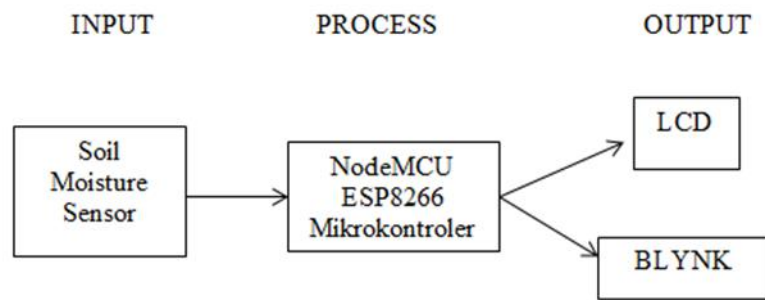 INPUT PROCESS OUTPUT
Soil
Moisture
Sensor
NodeMCU
ESP8266
Mikrokontroler
LCD
BLYNK